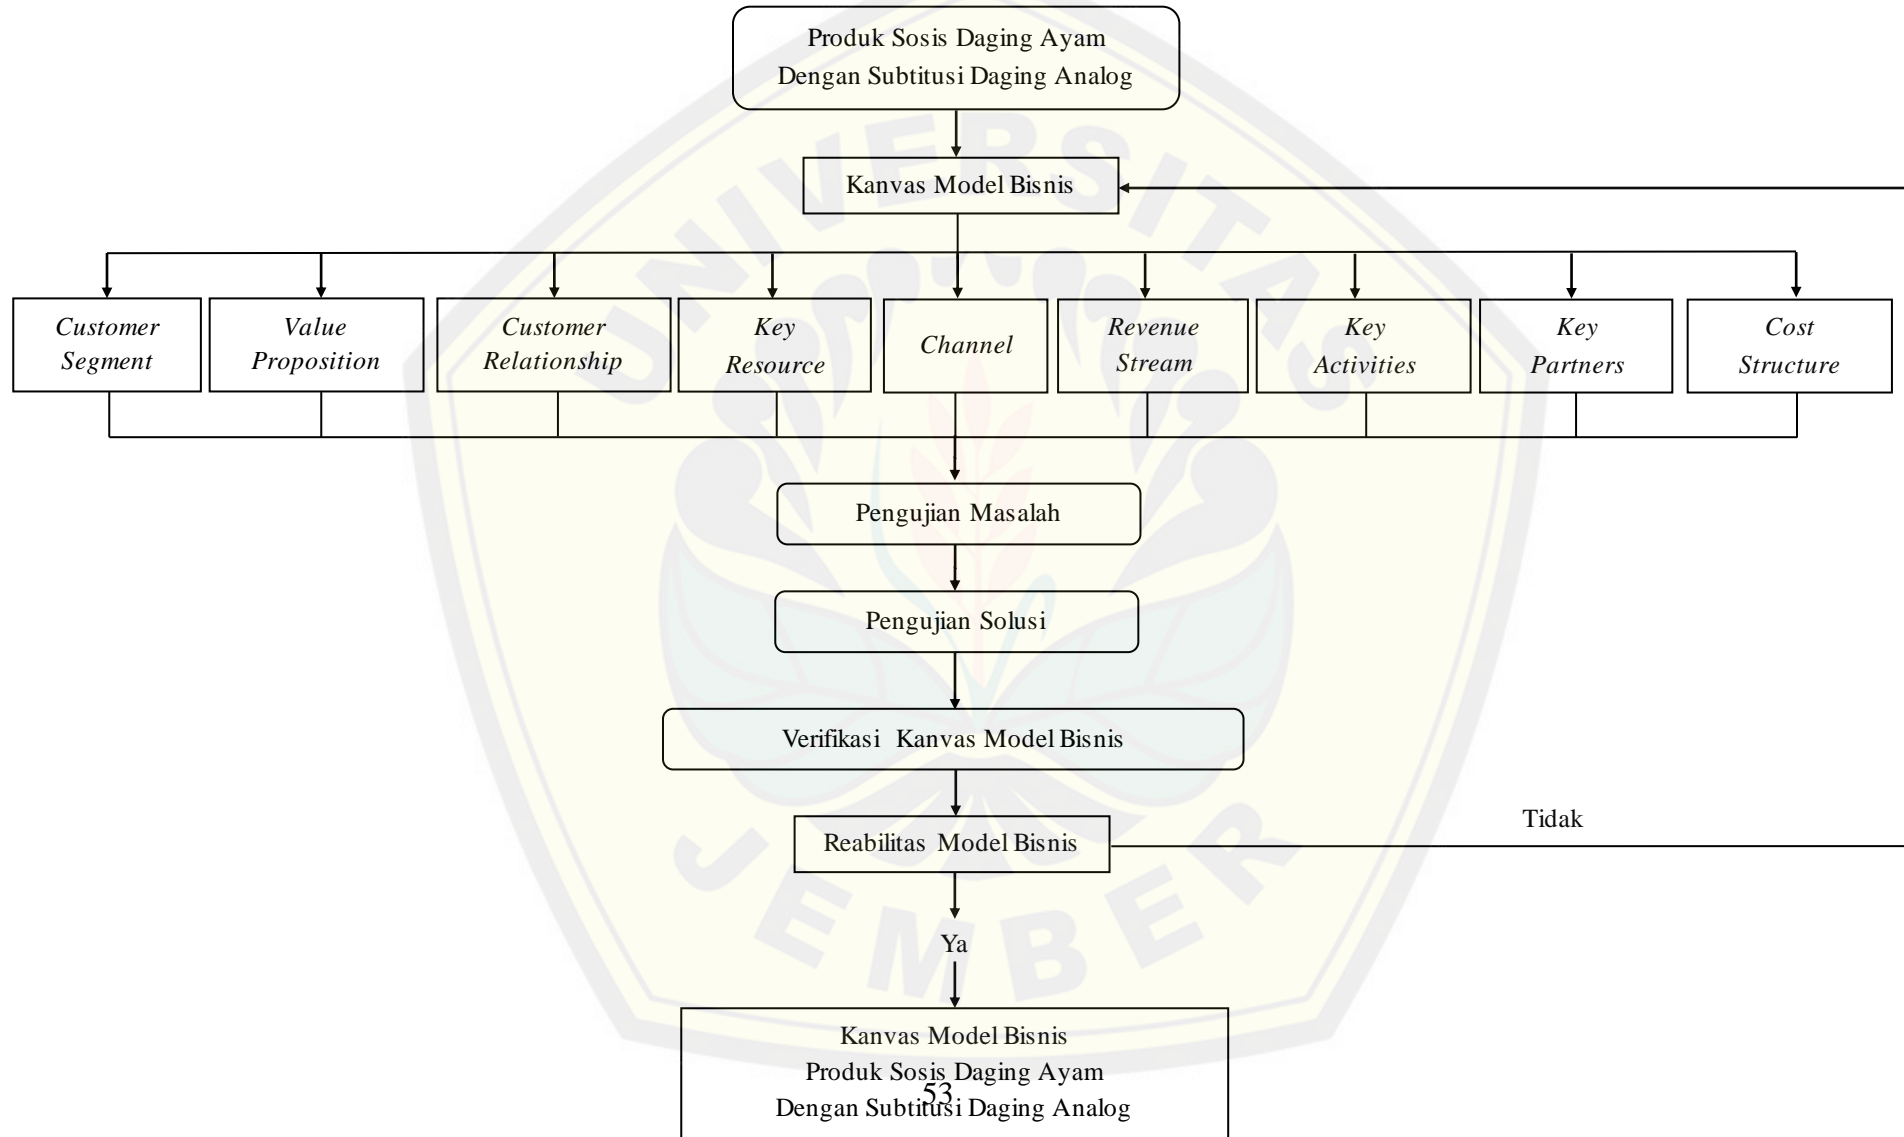 Produk Sosis Daging Ayam
Dengan Subtitusi Daging Analog
Kanvas Model Bisnis
Customer
Segment
Value
Proposition
Customer
Relationship
Key
Resource
Channel
Revenue
Stream
Key
Activities
Key
Partners
Cost
Structure
Pengujian Masalah
Pengujian Solusi
Verifikasi Kanvas Model Bisnis
Reabilitas Model Bisnis
Tidak
Ya
Kanvas Model Bisnis
Produk Sosis Daging Ayam
Dengan Subtitusi Daging Analog
53
UNIVERSITAS
JEMBER